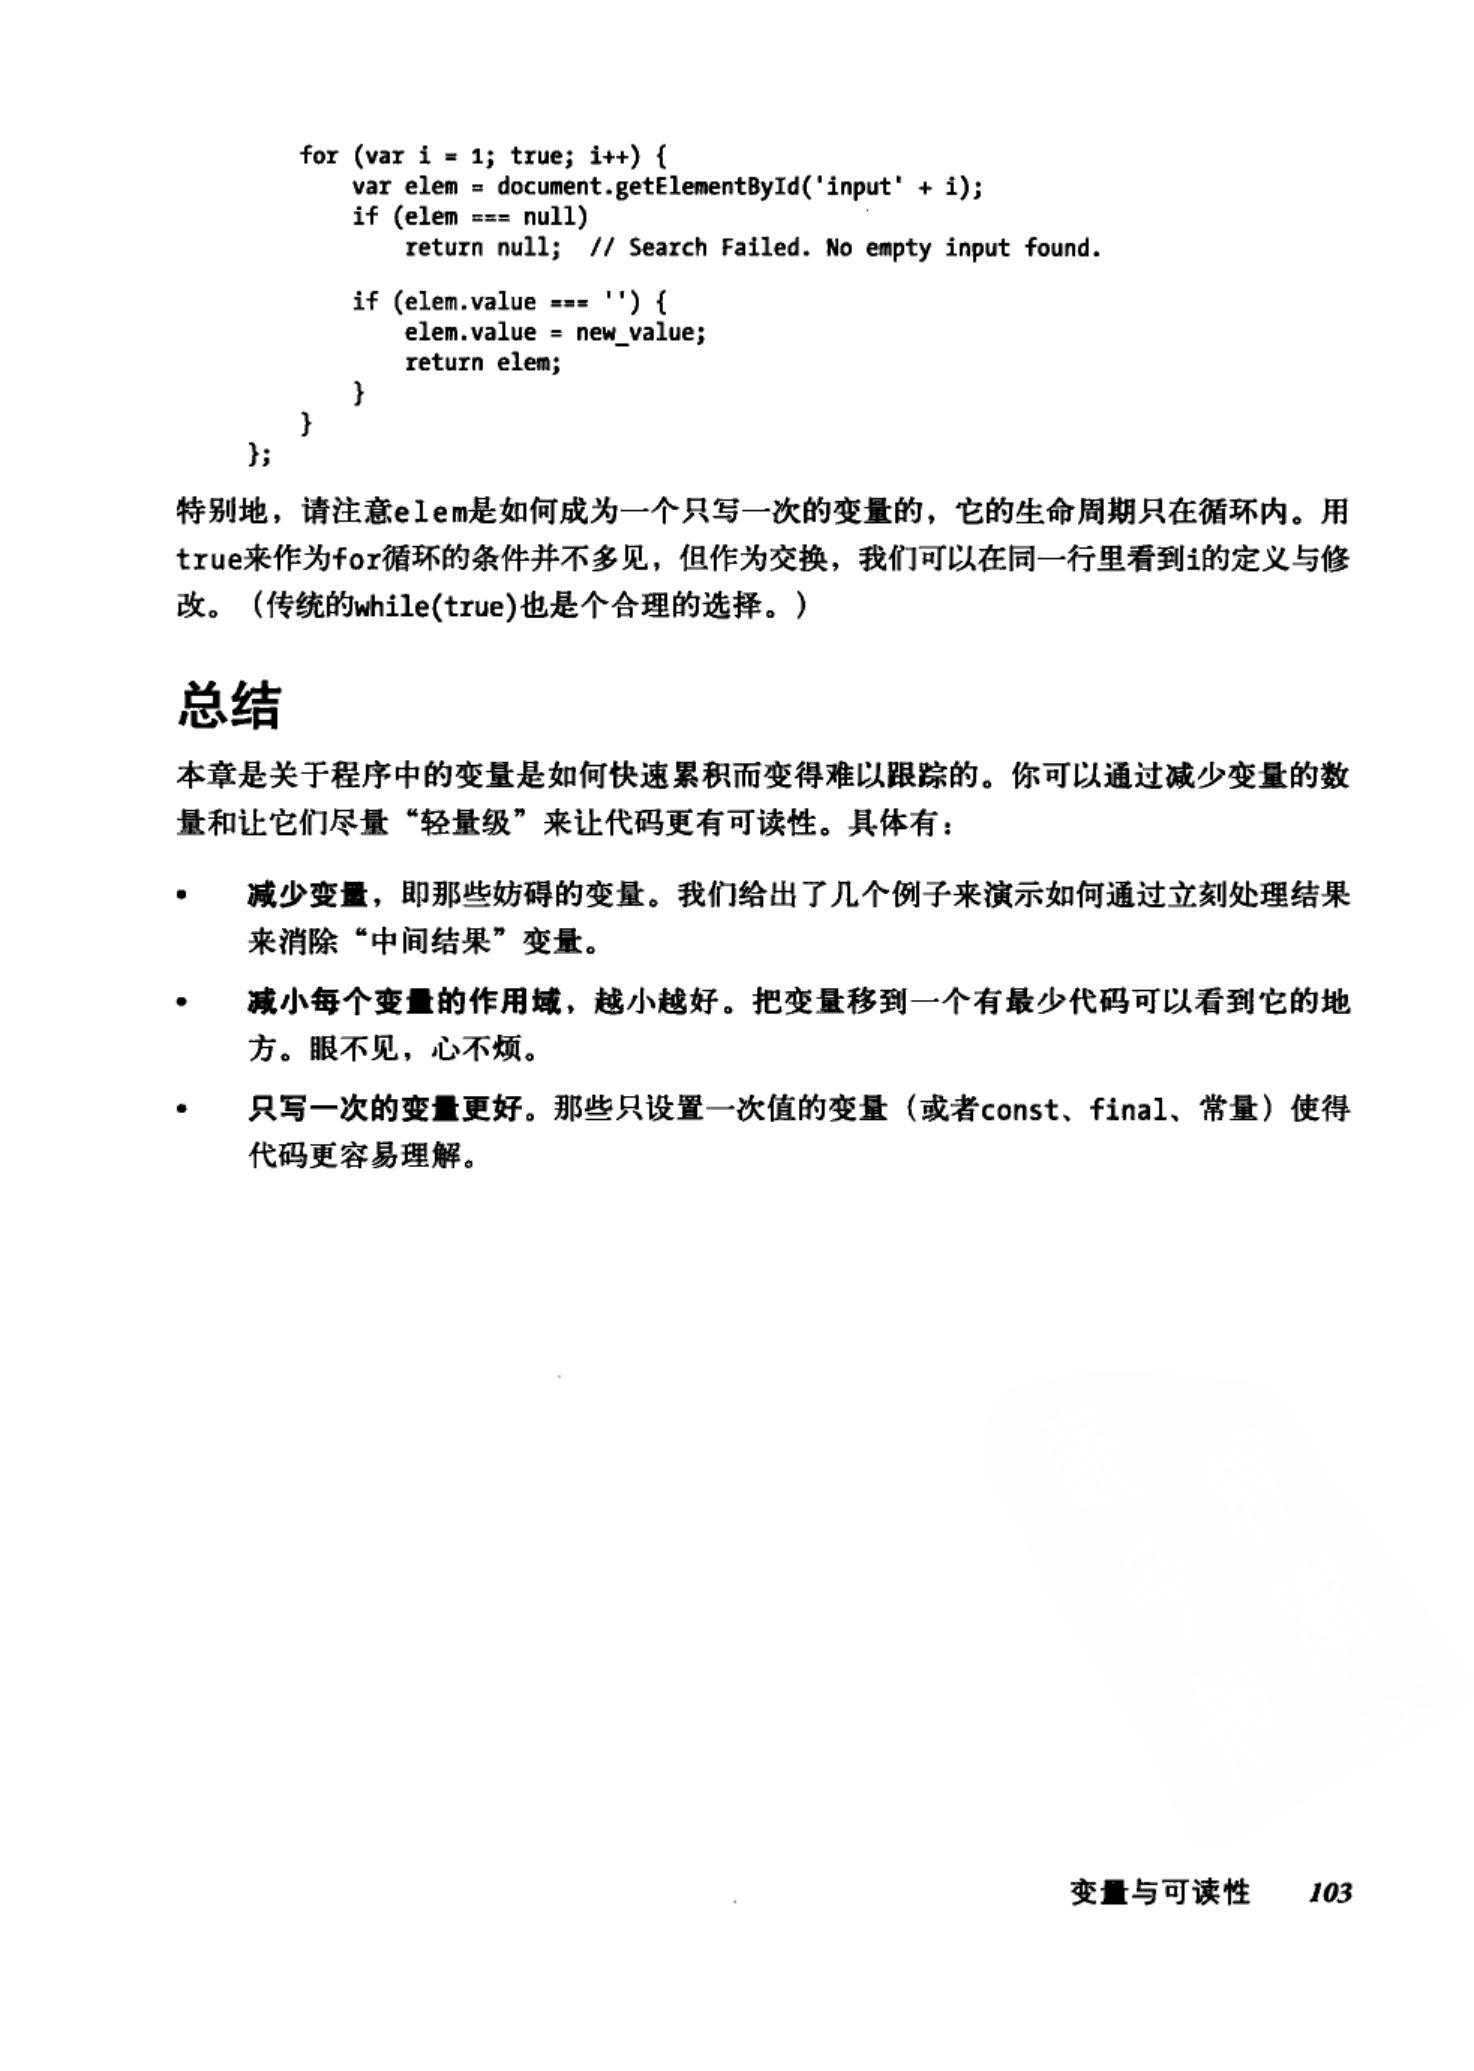 for (var i = 1; true; i++) {
var elem = document.getElementById('input' + i);
if (elem === null)
return null;  // Search Failed. No empty input found.
if (elem.value === '') {
elem.value = new_value;
return elem;
}
}
};
特别地，请注意elem是如何成为一个只写一次的变量的，它的生命周期只在循环内。用
true来作为for循环的条件并不多见，但作为交换，我们可以在同一行里看到i的定义与修
改。（传统的while(true)也是个合理的选择。）
总结
本章是关于程序中的变量是如何快速累积而变得难以跟踪的。你可以通过减少变量的数
量和让它们尽量“轻量级”来让代码更有可读性。具体有：
• 减少变量，即那些妨碍的变量。我们给出了几个例子来演示如何通过立刻处理结果
来消除“中间结果”变量。
• 减小每个变量的作用域，越小越好。把变量移到一个有最少代码可以看到它的地
方。眼不见，心不烦。
• 只写一次的变量更好。那些只设置一次值的变量（或者const、final、常量）使得
代码更容易理解。
变量与可读性 103